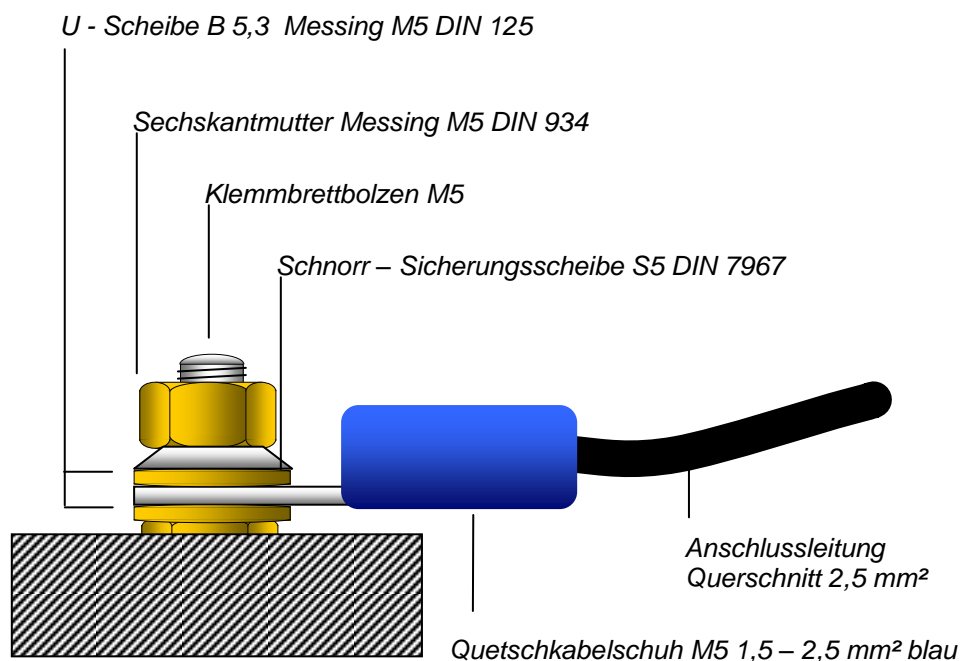 U - Scheibe B 5,3 Messing M5 DIN 125
Sechskantmutter Messing M5 DIN 934
Klemmbrettbolzen M5
Schnorr – Sicherungsscheibe S5 DIN 7967
Anschlussleitung
Querschnitt 2,5 mm²
Quetschkabelschuh M5 1,5 – 2,5 mm² blau